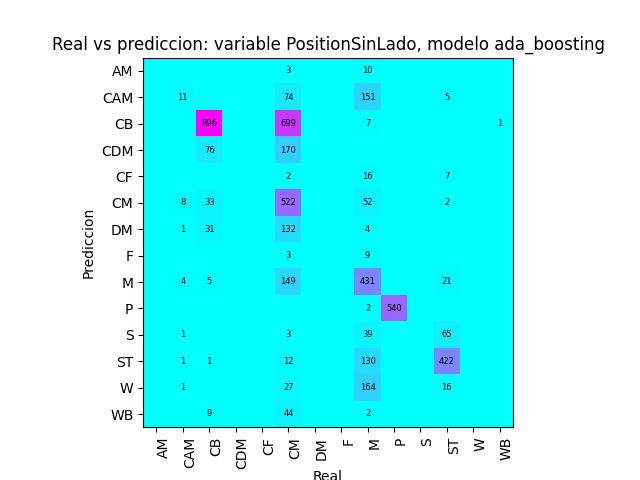 Real vs prediccion: variable PositionSinLado, modelo ada_boosting
AM 3 10
CAM 11 74 151 5
CB 896 699 7 1
CDM 76 170
CF 2 16 7
CM 8 33 522 52 2
DM 1 31 132 4
F 3 9
M 4 5 149 431 21
P 2 540
S 1 3 39 65
ST 1 1 12 130 422
W 1 27 164 16
WB 9 44 2
Prediccion
AM CAM CB CDM CF CM DM F M P S ST W WB
Real